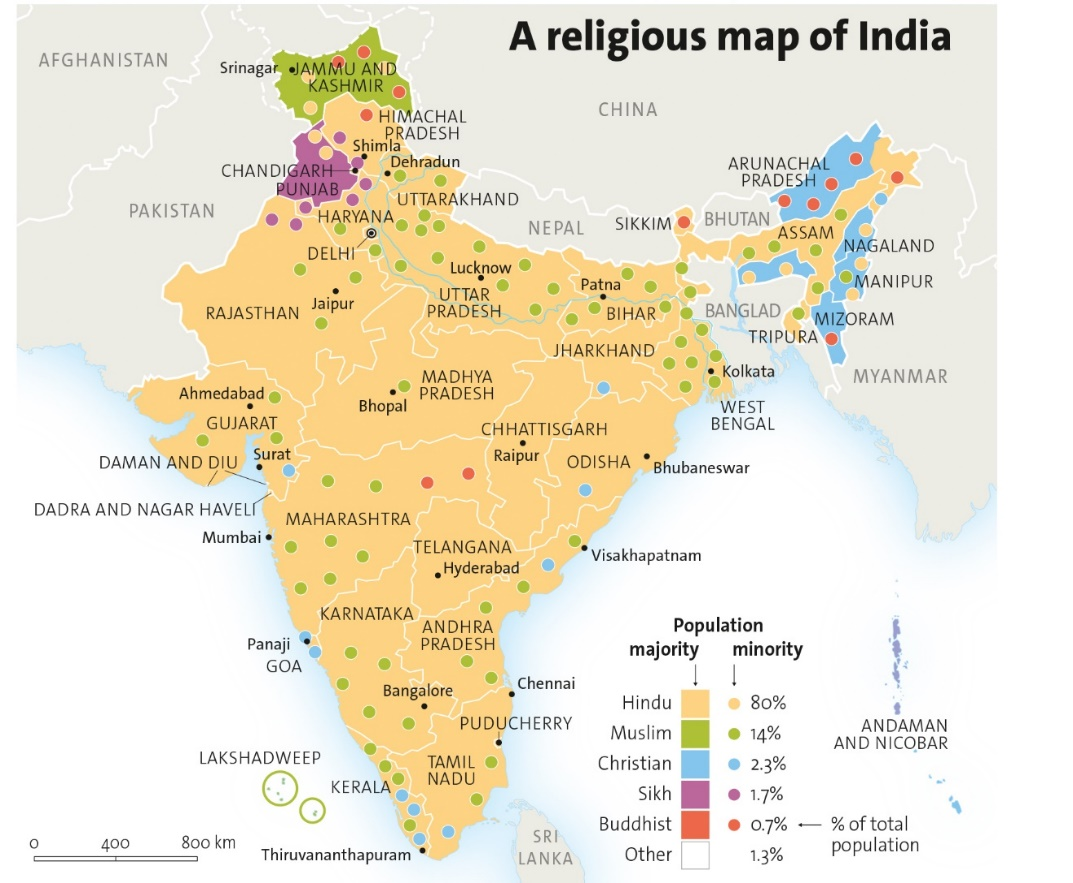 A religious map of India
AFGHANISTAN
Srinagar
JAMMU AND
KASHMIR
CHINA
HIMACHAL
PRADESH
Shimla
Dehradun
CHANDIGARH
PUNJAB
UTTARAKHAND
PAKISTAN
HARYANA
DELHI
NEPAL
SIKKIM
BHUTAN
ARUNACHAL
PRADESH
ASSAM
NAGALAND
MANIPUR
Lucknow
UTTAR
PRADESH
Patna
BIHAR
BANGLAD
MIZORAM
TRIPURA
RAJASTHAN
Jaipur
JHARKHAND
Kolkata
MYANMAR
Ahmedabad
MADHYA
PRADESH
Bhopal
WEST
BENGAL
GUJARAT
CHHATTISGARH
Raipur
ODISHA
Bhubaneswar
DAMAN AND DIU
Surat
DADRA AND NAGAR HAVELI
MAHARASHTRA
Mumbai
TELANGANA
Hyderabad
Visakhapatnam
KARNATAKA
ANDHRA
PRADESH
Panaji
GOA
Bangalore
Chennai
PUDUCHERRY
LAKSHADWEEP
KERALA
TAMIL
NADU
Thiruvananthapuram
SRI
LANKA
ANDAMAN
AND NICOBAR
0 400 800 km
Population
majority minority
Hindu 80%
Muslim 14%
Christian 2.3%
Sikh 1.7%
Buddhist 0.7%
% of total
population
Other 1.3%